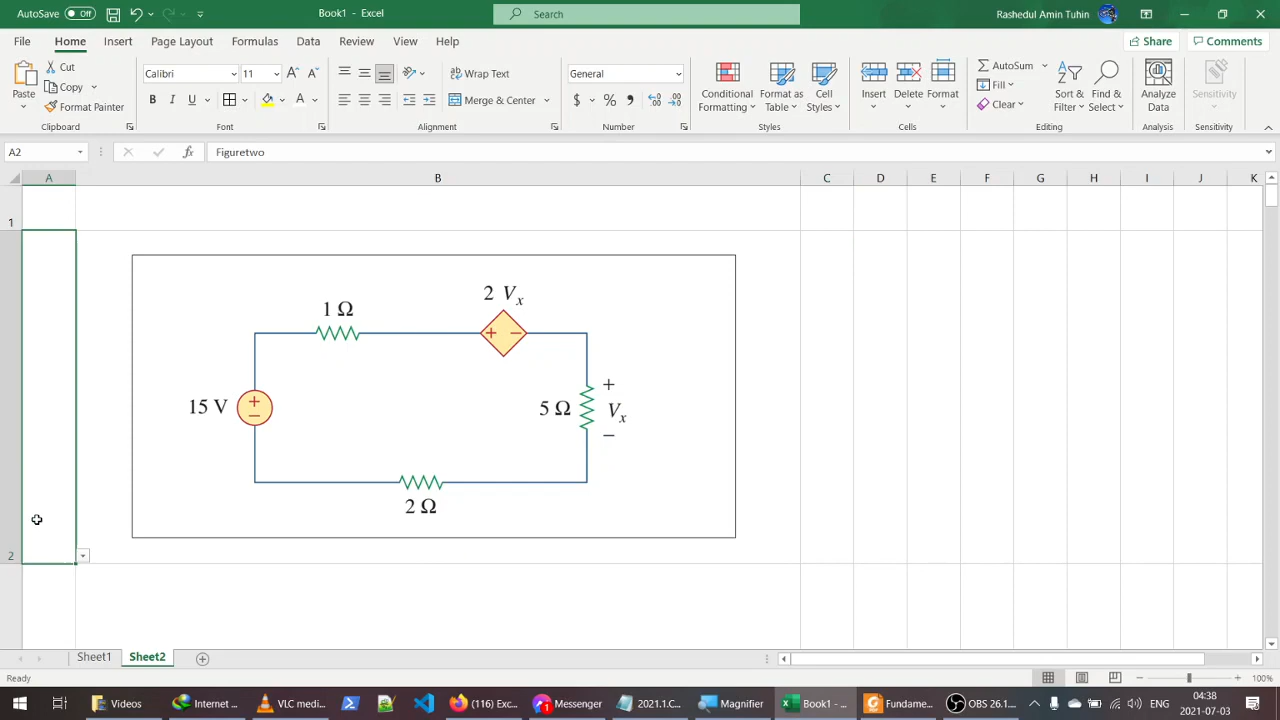 AutoSave Off
Book1 - Excel
Search
Rashedul Amin Tuhin
File Home Insert Page Layout Formulas Data Review View Help
Share Comments
Paste
Cut
Copy
Format Painter
Calibri 11
B I U A
Wrap Text
Merge & Center
General
$ % ,
Conditional Formatting
Format as Table
Cell Styles
Insert Delete Format
AutoSum
Fill
Clear
Sort & Filter
Find & Select
Analyze Data
Sensitivity
Clipboard Font Alignment Number Styles Cells Editing Analysis Sensitivity
A2 fx Figuretwo
A B C D E F G H I J K
1
2
1 Ω
2 Vx
+ −
15 V
+
−
5 Ω
+
Vx
−
2 Ω
Sheet1 Sheet2
Ready
100%
Videos Internet ... VLC medi... (116) Exc... Messenger 2021.1.C... Magnifier Book1 - ... Fundame... OBS 26.1... ENG
04:38
2021-07-03